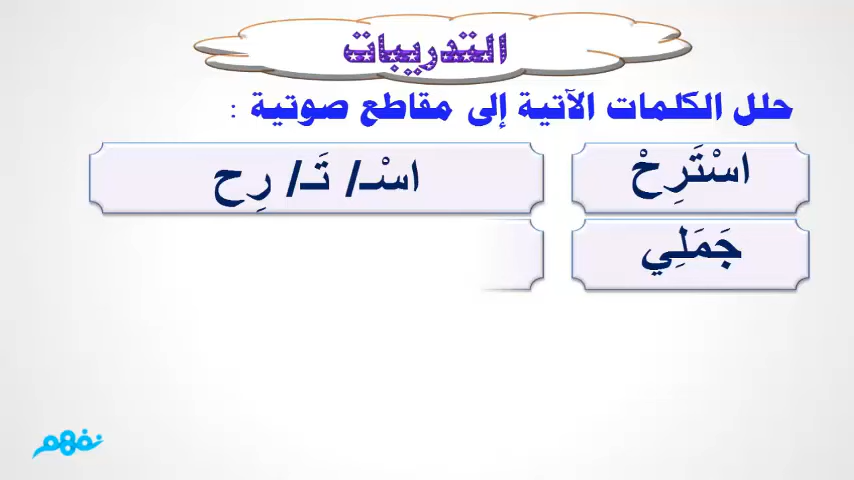 التدريبات
حلل الكلمات الآتية إلى مقاطع صوتية :
اسْتَرِحْ اسْـ/ تَـ/ رِح
جَمَلِي
نفهم